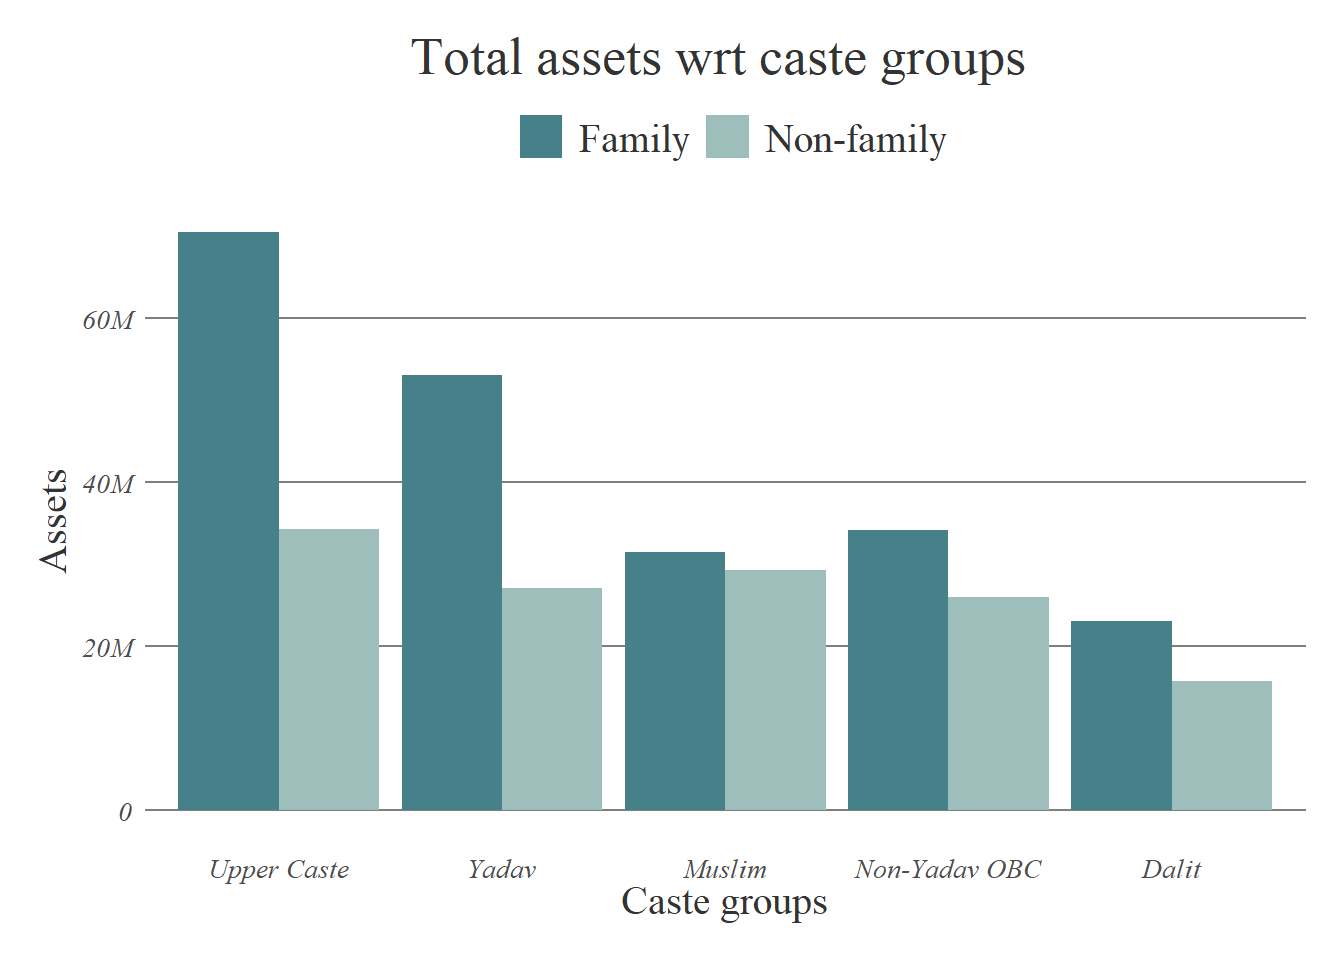 Total assets wrt caste groups
Family Non-family
60M
40M
20M
0
Assets
Upper Caste Yadav Muslim Non-Yadav OBC Dalit
Caste groups